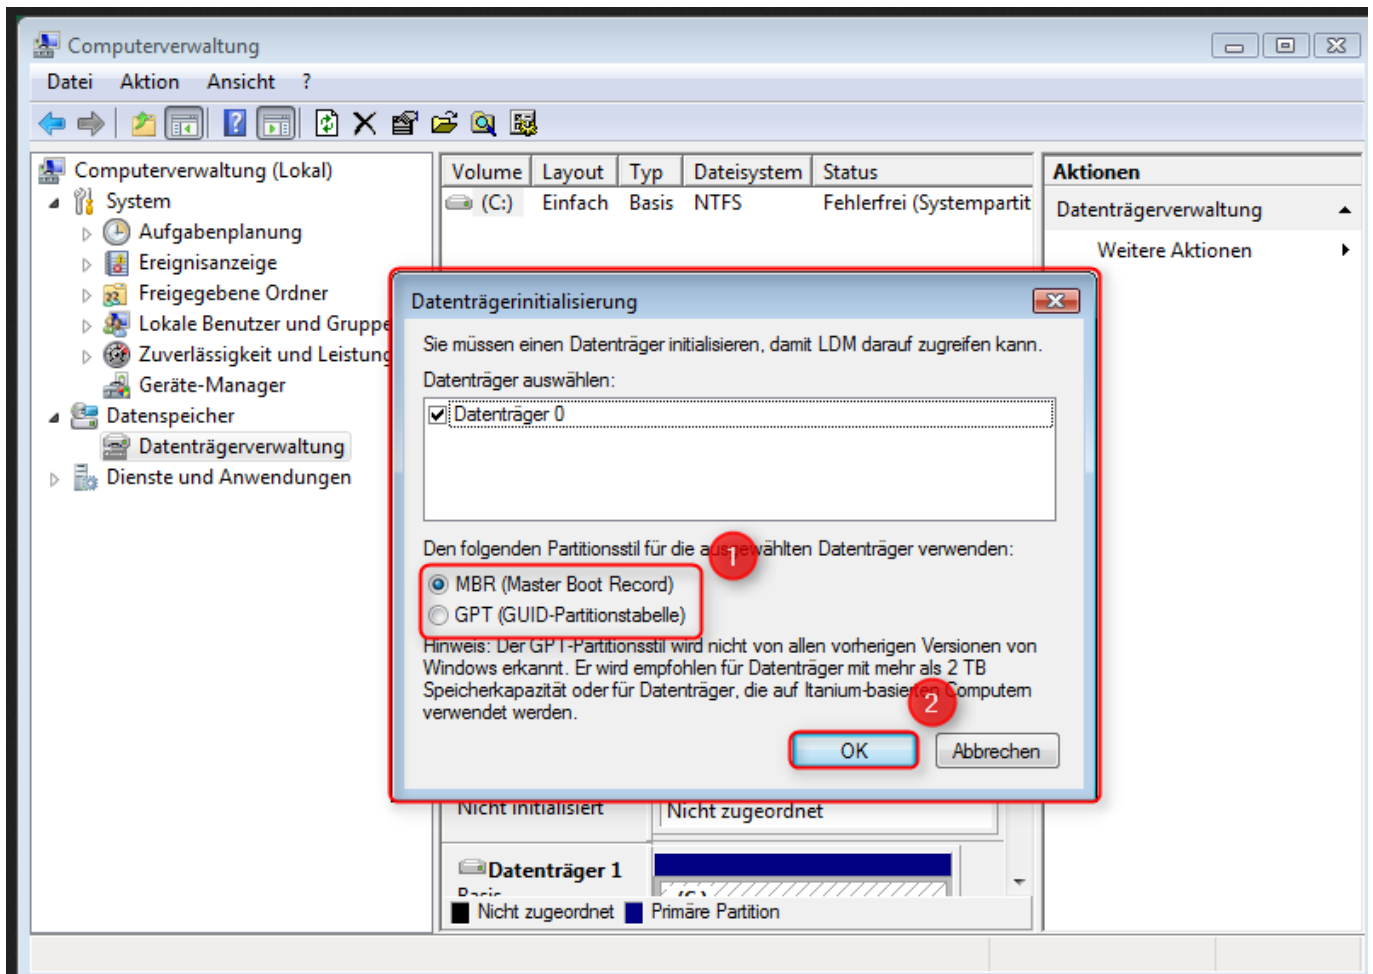 Computerverwaltung
Datei Aktion Ansicht ?
Computerverwaltung (Lokal)
System
Aufgabenplanung
Ereignisanzeige
Freigegebene Ordner
Lokale Benutzer und Gruppe
Zuverlässigkeit und Leistung
Geräte-Manager
Datenspeicher
Datenträgerverwaltung
Dienste und Anwendungen
Volume Layout Typ Dateisystem Status
(C:) Einfach Basis NTFS Fehlerfrei (Systempartit
Aktionen
Datenträgerverwaltung
Weitere Aktionen
Datenträgerinitialisierung
Sie müssen einen Datenträger initialisieren, damit LDM darauf zugreifen kann.
Datenträger auswählen:
Datenträger 0
Den folgenden Partitionsstil für die ausgewählten Datenträger verwenden:
1
MBR (Master Boot Record)
GPT (GUID-Partitionstabelle)
Hinweis: Der GPT-Partitionsstil wird nicht von allen vorherigen Versionen von
Windows erkannt. Er wird empfohlen für Datenträger mit mehr als 2 TB
Speicherkapazität oder für Datenträger, die auf Itanium-basierten Computern
verwendet werden.
2
OK Abbrechen
Nicht initialisiert Nicht zugeordnet
Datenträger 1
Basis (C:)
Nicht zugeordnet Primäre Partition